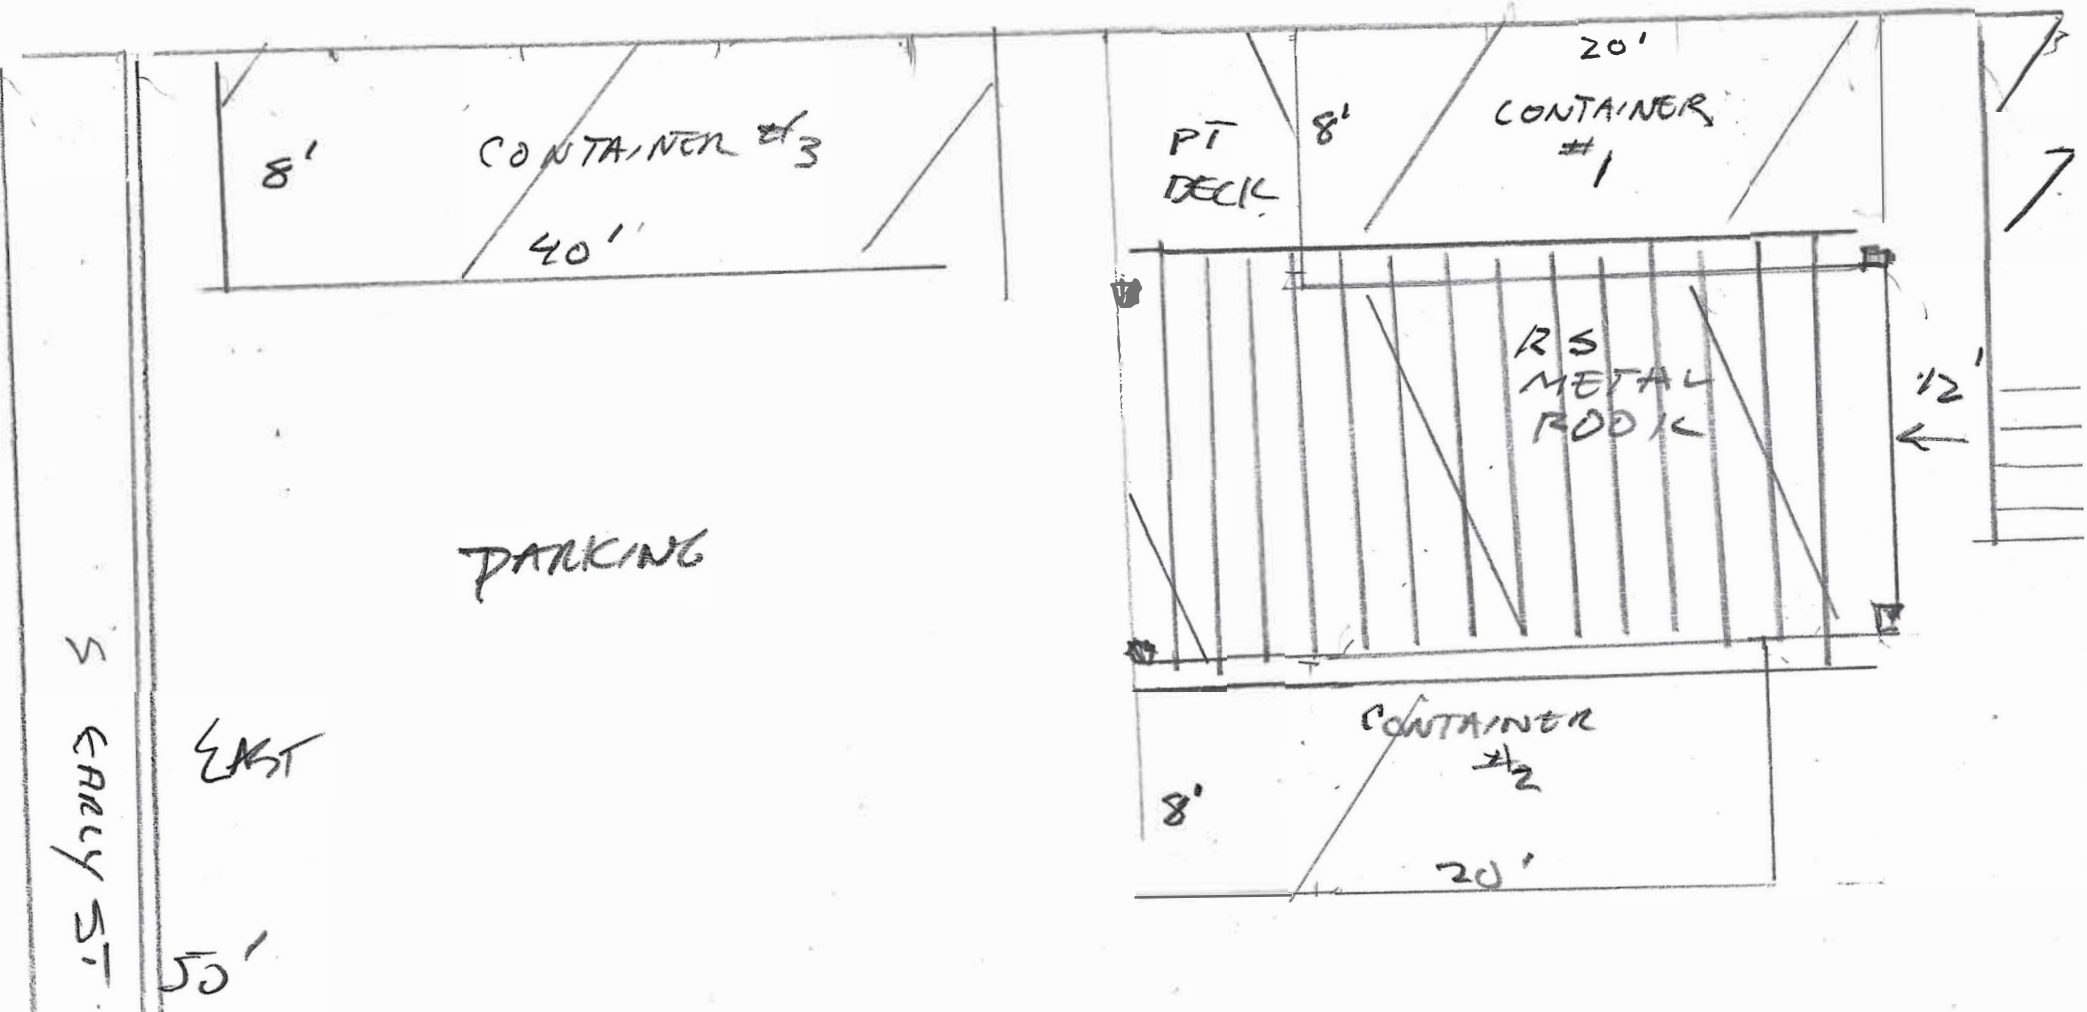 8'
CONTAINER #3
40'
PT
DECK
8'
20'
CONTAINER
#1
RS
METAL
ROOK
12'
PARKING
S EARLY ST
EAST
50'
CONTAINER
#2
8'
20'